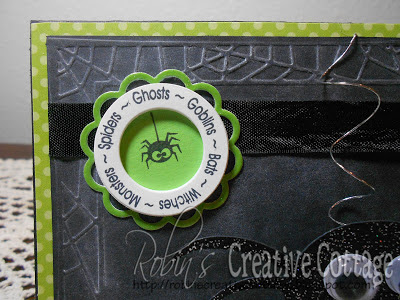 Spiders ~ Ghosts ~ Goblins ~ Bats ~ Witches ~ Monsters ~
Robin's Creative Cottage